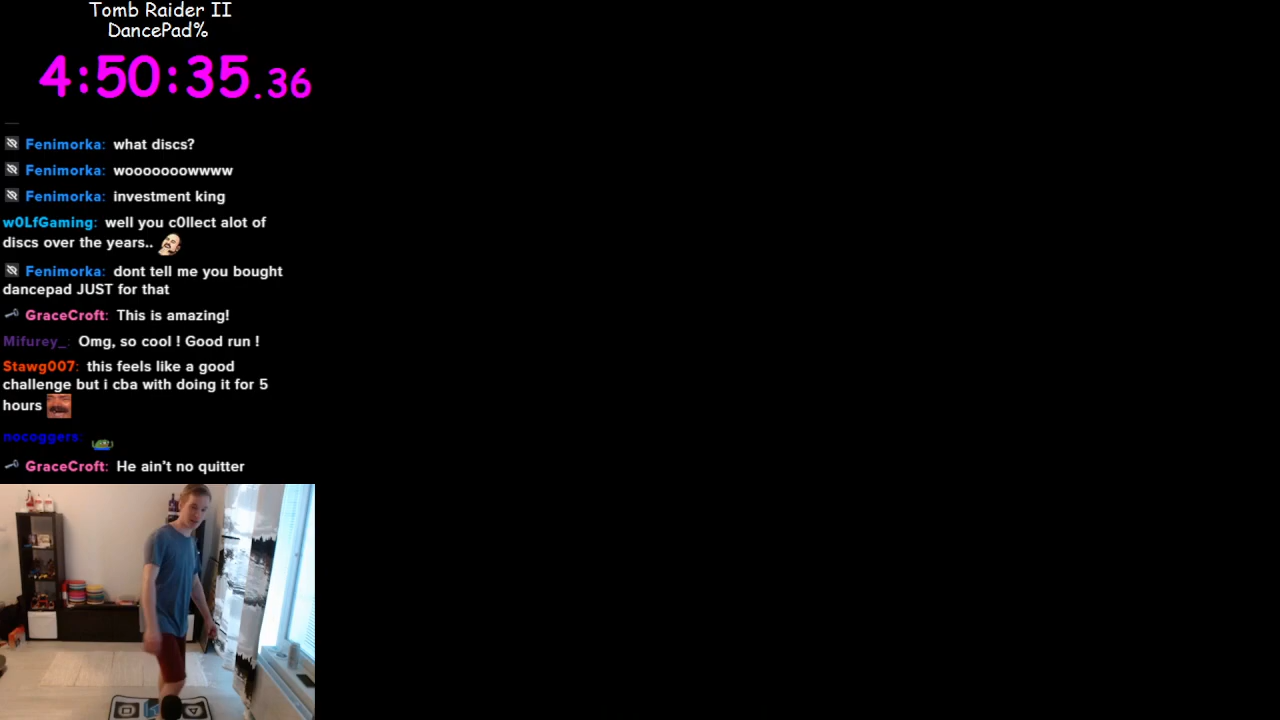 Tomb Raider II
DancePad%
4:50:35.36
Fenimorka: what discs?
Fenimorka: wooooooowwww
Fenimorka: investment king
w0LfGaming: well you c0llect alot of
discs over the years..
Fenimorka: dont tell me you bought
dancepad JUST for that
GraceCroft: This is amazing!
Mifurey_: Omg, so cool ! Good run !
Stawg007: this feels like a good
challenge but i cba with doing it for 5
hours
nocoggers:
GraceCroft: He ain't no quitter